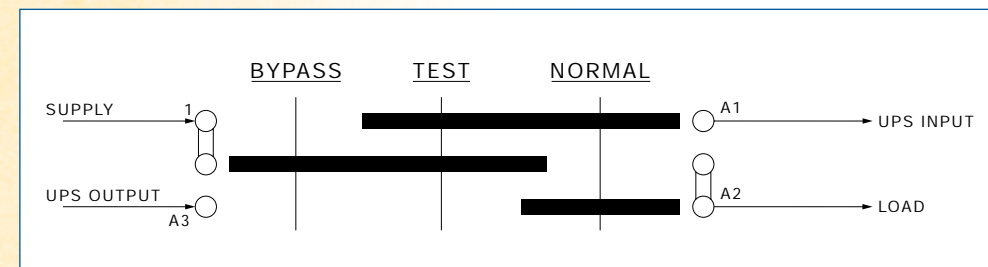 BYPASS TEST NORMAL
SUPPLY 1 A1 UPS INPUT
UPS OUTPUT A3 A2 LOAD